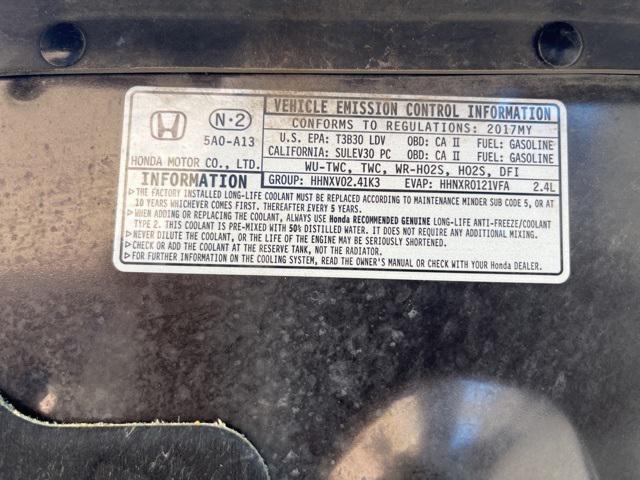 N·2
5A0-A13
HONDA MOTOR CO., LTD.
VEHICLE EMISSION CONTROL INFORMATION
CONFORMS TO REGULATIONS: 2017MY
U.S. EPA: T3B30 LDV OBD: CA II FUEL: GASOLINE
CALIFORNIA: SULEV30 PC OBD: CA II FUEL: GASOLINE
WU-TWC, TWC, WR-HO2S, HO2S, DFI
GROUP: HHNXV02.41K3 EVAP: HHNXR0121VFA 2.4L
INFORMATION
▷THE FACTORY INSTALLED LONG-LIFE COOLANT MUST BE REPLACED ACCORDING TO MAINTENANCE MINDER SUB CODE 5, OR AT
10 YEARS WHICHEVER COMES FIRST. THEREAFTER EVERY 5 YEARS.
▷WHEN ADDING OR REPLACING COOLANT, ALWAYS USE Honda RECOMMENDED GENUINE LONG-LIFE ANTI-FREEZE/COOLANT
TYPE 2. THIS COOLANT IS PRE-MIXED WITH 50% DISTILLED WATER. IT DOES NOT REQUIRE ANY ADDITIONAL MIXING.
▷NEVER DILUTE THE COOLANT, OR THE LIFE OF THE ENGINE MAY BE SERIOUSLY SHORTENED.
▷CHECK OR ADD THE COOLANT AT THE RESERVE TANK, NOT THE RADIATOR.
▷FOR FURTHER INFORMATION ON THE COOLING SYSTEM, READ THE OWNER'S MANUAL OR CHECK WITH YOUR Honda DEALER.